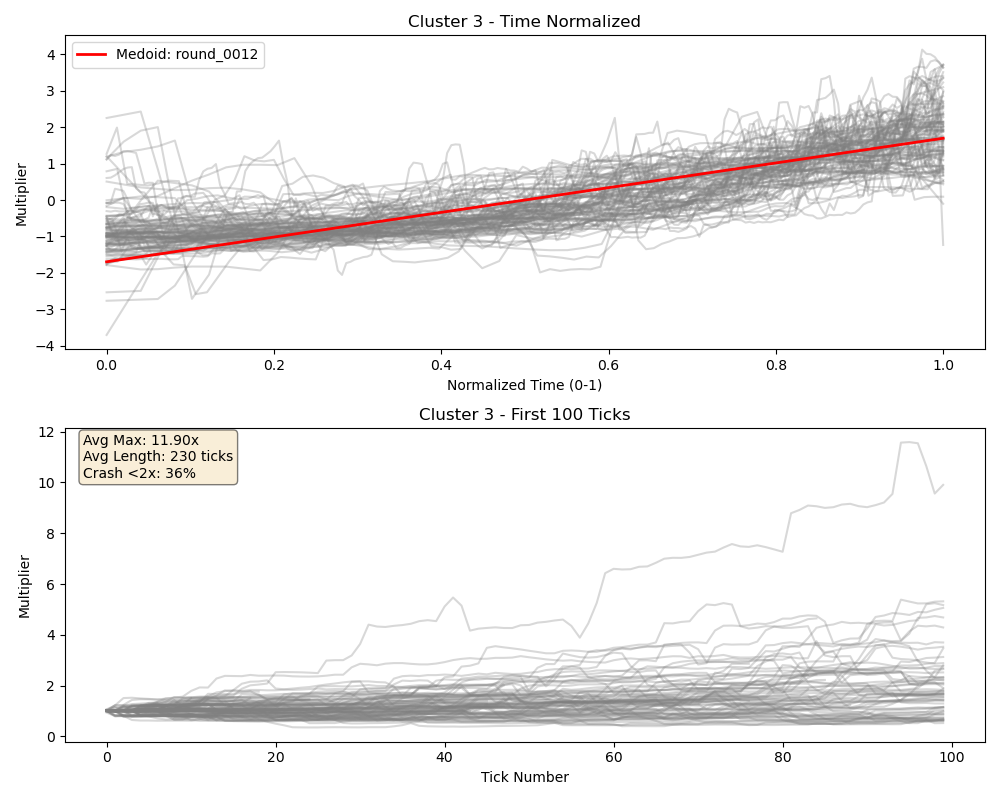 Cluster 3 - Time Normalized
Medoid: round_0012
4
3
2
1
0
−1
−2
−3
−4
Multiplier
0.0 0.2 0.4 0.6 0.8 1.0
Normalized Time (0-1)
Cluster 3 - First 100 Ticks
Avg Max: 11.90x
Avg Length: 230 ticks
Crash <2x: 36%
12
10
8
6
4
2
0
Multiplier
0 20 40 60 80 100
Tick Number